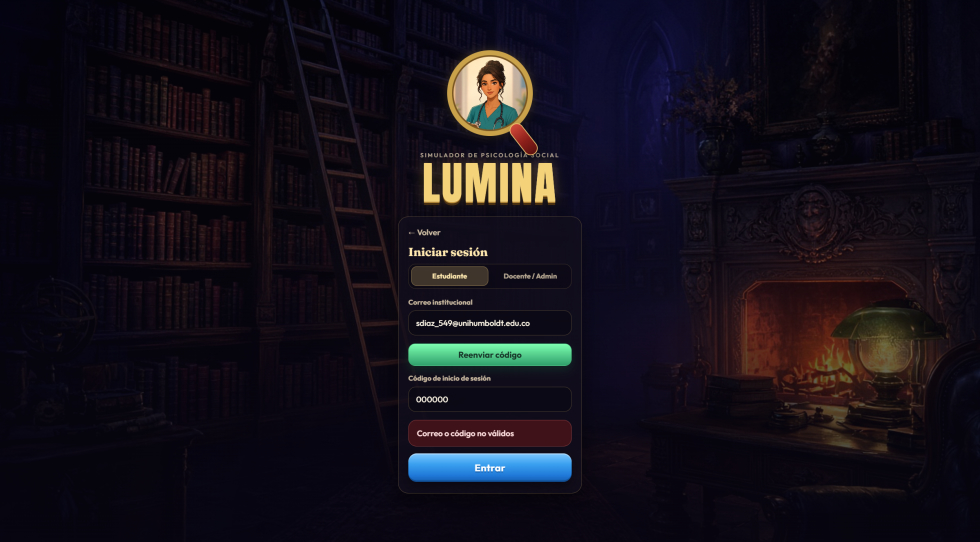 SIMULADOR DE PSICOLOGÍA SOCIAL
LUMINA
← Volver
Iniciar sesión
Estudiante
Docente / Admin
Correo institucional
sdiaz_549@unihumboldt.edu.co
Reenviar código
Código de inicio de sesión
000000
Correo o código no válidos
Entrar